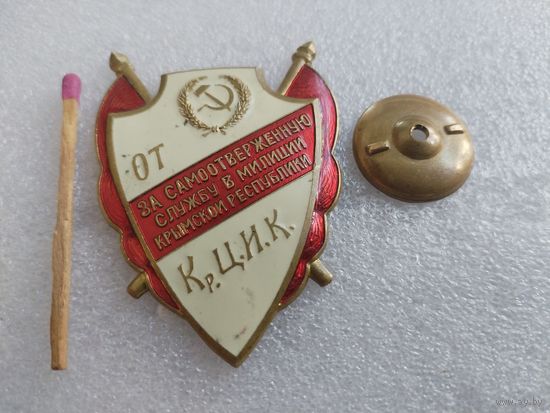 ОТ
ЗА САМООТВЕРЖЕННУЮ
СЛУЖБУ В МИЛИЦИИ
КРЫМСКОЙ РЕСПУБЛИКИ
Кр. Ц.И.К.